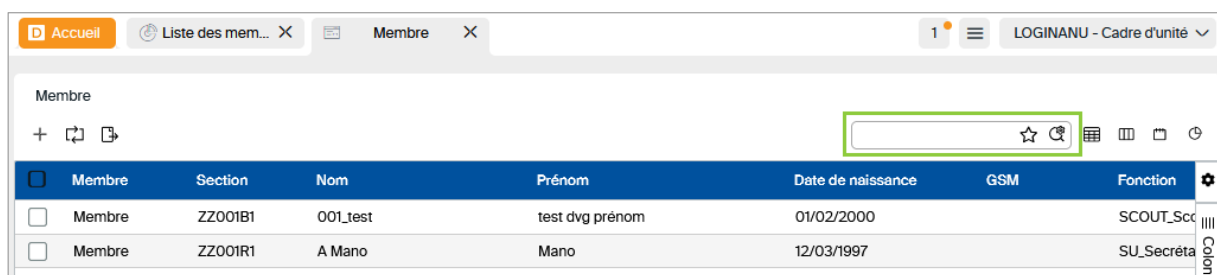 D Accueil Liste des mem... Membre 1 LOGINANU - Cadre d'unité
Membre
Membre Section Nom Prénom Date de naissance GSM Fonction
Membre ZZ001B1 001_test test dvg prénom 01/02/2000 SCOUT_Sco
Membre ZZ001R1 A Mano Mano 12/03/1997 SU_Secréta
Colon